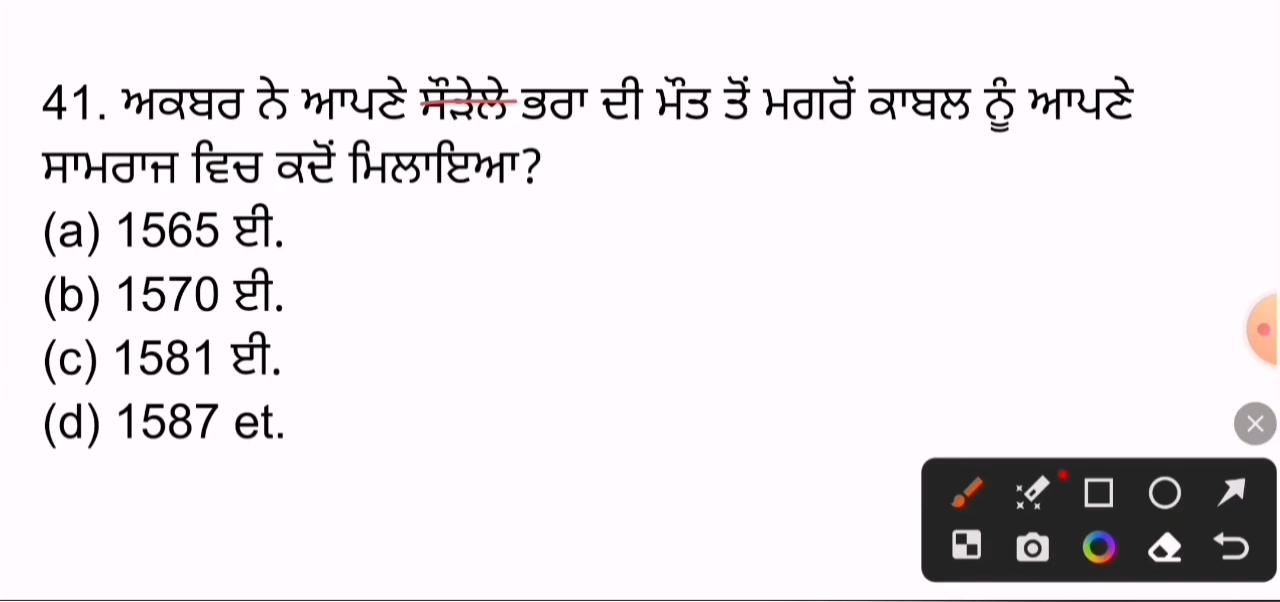 41. ਅਕਬਰ ਨੇ ਆਪਣੇ ਸੌੜੇਲੇ ਭਰਾ ਦੀ ਮੌਤ ਤੋਂ ਮਗਰੋਂ ਕਾਬਲ ਨੂੰ ਆਪਣੇ
ਸਾਮਰਾਜ ਵਿਚ ਕਦੋਂ ਮਿਲਾਇਆ?
(a) 1565 ਈ.
(b) 1570 ਈ.
(c) 1581 ਈ.
(d) 1587 et.